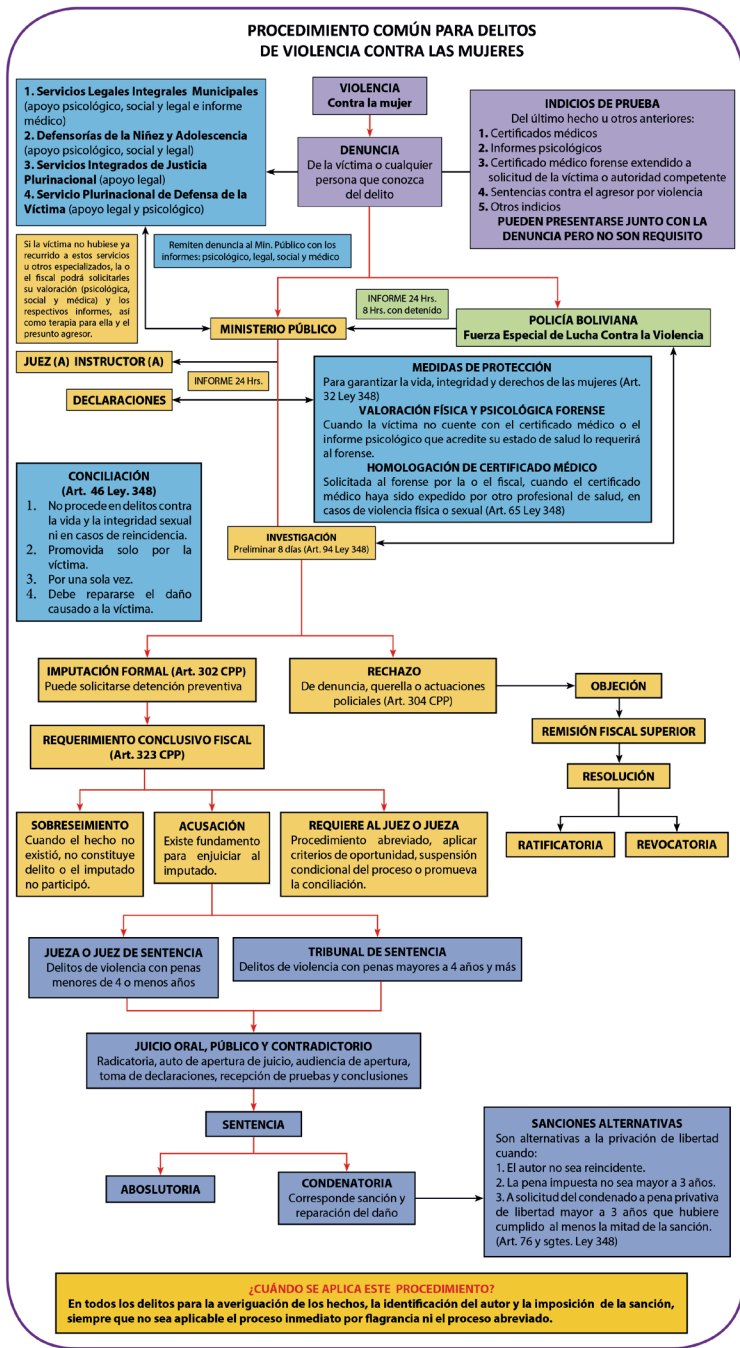 PROCEDIMIENTO COMÚN PARA DELITOS
DE VIOLENCIA CONTRA LAS MUJERES
1. Servicios Legales Integrales Municipales
(apoyo psicológico, social y legal e informe
médico)
2. Defensorías de la Niñez y Adolescencia
(apoyo psicológico, social y legal)
3. Servicios Integrados de Justicia
Plurinacional (apoyo legal)
4. Servicio Plurinacional de Defensa de la
Víctima (apoyo legal y psicológico)
VIOLENCIA
Contra la mujer
DENUNCIA
De la víctima o cualquier
persona que conozca
del delito
INDICIOS DE PRUEBA
Del último hecho u otros anteriores:
1. Certificados médicos
2. Informes psicológicos
3. Certificado médico forense extendido a
solicitud de la víctima o autoridad competente
4. Sentencias contra el agresor por violencia
5. Otros indicios
PUEDEN PRESENTARSE JUNTO CON LA
DENUNCIA PERO NO SON REQUISITO
Si la víctima no hubiese ya
recurrido a estos servicios
u otros especializados, la o
el fiscal podrá solicitarles
su valoración (psicológica,
social y médica) y los
respectivos informes, así
como terapia para ella y el
presunto agresor.
Remiten denuncia al Min. Público con los
informes: psicológico, legal, social y médico
INFORME 24 Hrs.
8 Hrs. con detenido
MINISTERIO PÚBLICO
POLICÍA BOLIVIANA
Fuerza Especial de Lucha Contra la Violencia
JUEZ (A) INSTRUCTOR (A)
INFORME 24 Hrs.
DECLARACIONES
MEDIDAS DE PROTECCIÓN
Para garantizar la vida, integridad y derechos de las mujeres (Art.
32 Ley 348)
VALORACIÓN FÍSICA Y PSICOLÓGICA FORENSE
Cuando la víctima no cuente con el certificado médico o el
informe psicológico que acredite su estado de salud lo requerirá
al forense.
HOMOLOGACIÓN DE CERTIFICADO MÉDICO
Solicitada al forense por la o el fiscal, cuando el certificado
médico haya sido expedido por otro profesional de salud, en
casos de violencia física o sexual (Art. 65 Ley 348)
CONCILIACIÓN
(Art. 46 Ley. 348)
1. No procede en delitos contra
la vida y la integridad sexual
ni en casos de reincidencia.
2. Promovida solo por la
víctima.
3. Por una sola vez.
4. Debe repararse el daño
causado a la víctima.
INVESTIGACIÓN
Preliminar 8 días (Art. 94 Ley 348)
IMPUTACIÓN FORMAL (Art. 302 CPP)
Puede solicitarse detención preventiva
RECHAZO
De denuncia, querella o actuaciones
policiales (Art. 304 CPP)
OBJECIÓN
REMISIÓN FISCAL SUPERIOR
RESOLUCIÓN
RATIFICATORIA
REVOCATORIA
REQUERIMIENTO CONCLUSIVO FISCAL
(Art. 323 CPP)
SOBRESEIMIENTO
Cuando el hecho no
existió, no constituye
delito o el imputado
no participó.
ACUSACIÓN
Existe fundamento
para enjuiciar al
imputado.
REQUIERE AL JUEZ O JUEZA
Procedimiento abreviado, aplicar
criterios de oportunidad, suspensión
condicional del proceso o promueva
la conciliación.
JUEZA O JUEZ DE SENTENCIA
Delitos de violencia con penas
menores de 4 o menos años
TRIBUNAL DE SENTENCIA
Delitos de violencia con penas mayores a 4 años y más
JUICIO ORAL, PÚBLICO Y CONTRADICTORIO
Radicatoria, auto de apertura de juicio, audiencia de apertura,
toma de declaraciones, recepción de pruebas y conclusiones
SENTENCIA
ABOSLUTORIA
CONDENATORIA
Corresponde sanción y
reparación del daño
SANCIONES ALTERNATIVAS
Son alternativas a la privación de libertad
cuando:
1. El autor no sea reincidente.
2. La pena impuesta no sea mayor a 3 años.
3. A solicitud del condenado a pena privativa
de libertad mayor a 3 años que hubiere
cumplido al menos la mitad de la sanción.
(Art. 76 y sgtes. Ley 348)
¿CUÁNDO SE APLICA ESTE PROCEDIMIENTO?
En todos los delitos para la averiguación de los hechos, la identificación del autor y la imposición de la sanción,
siempre que no sea aplicable el proceso inmediato por flagrancia ni el proceso abreviado.